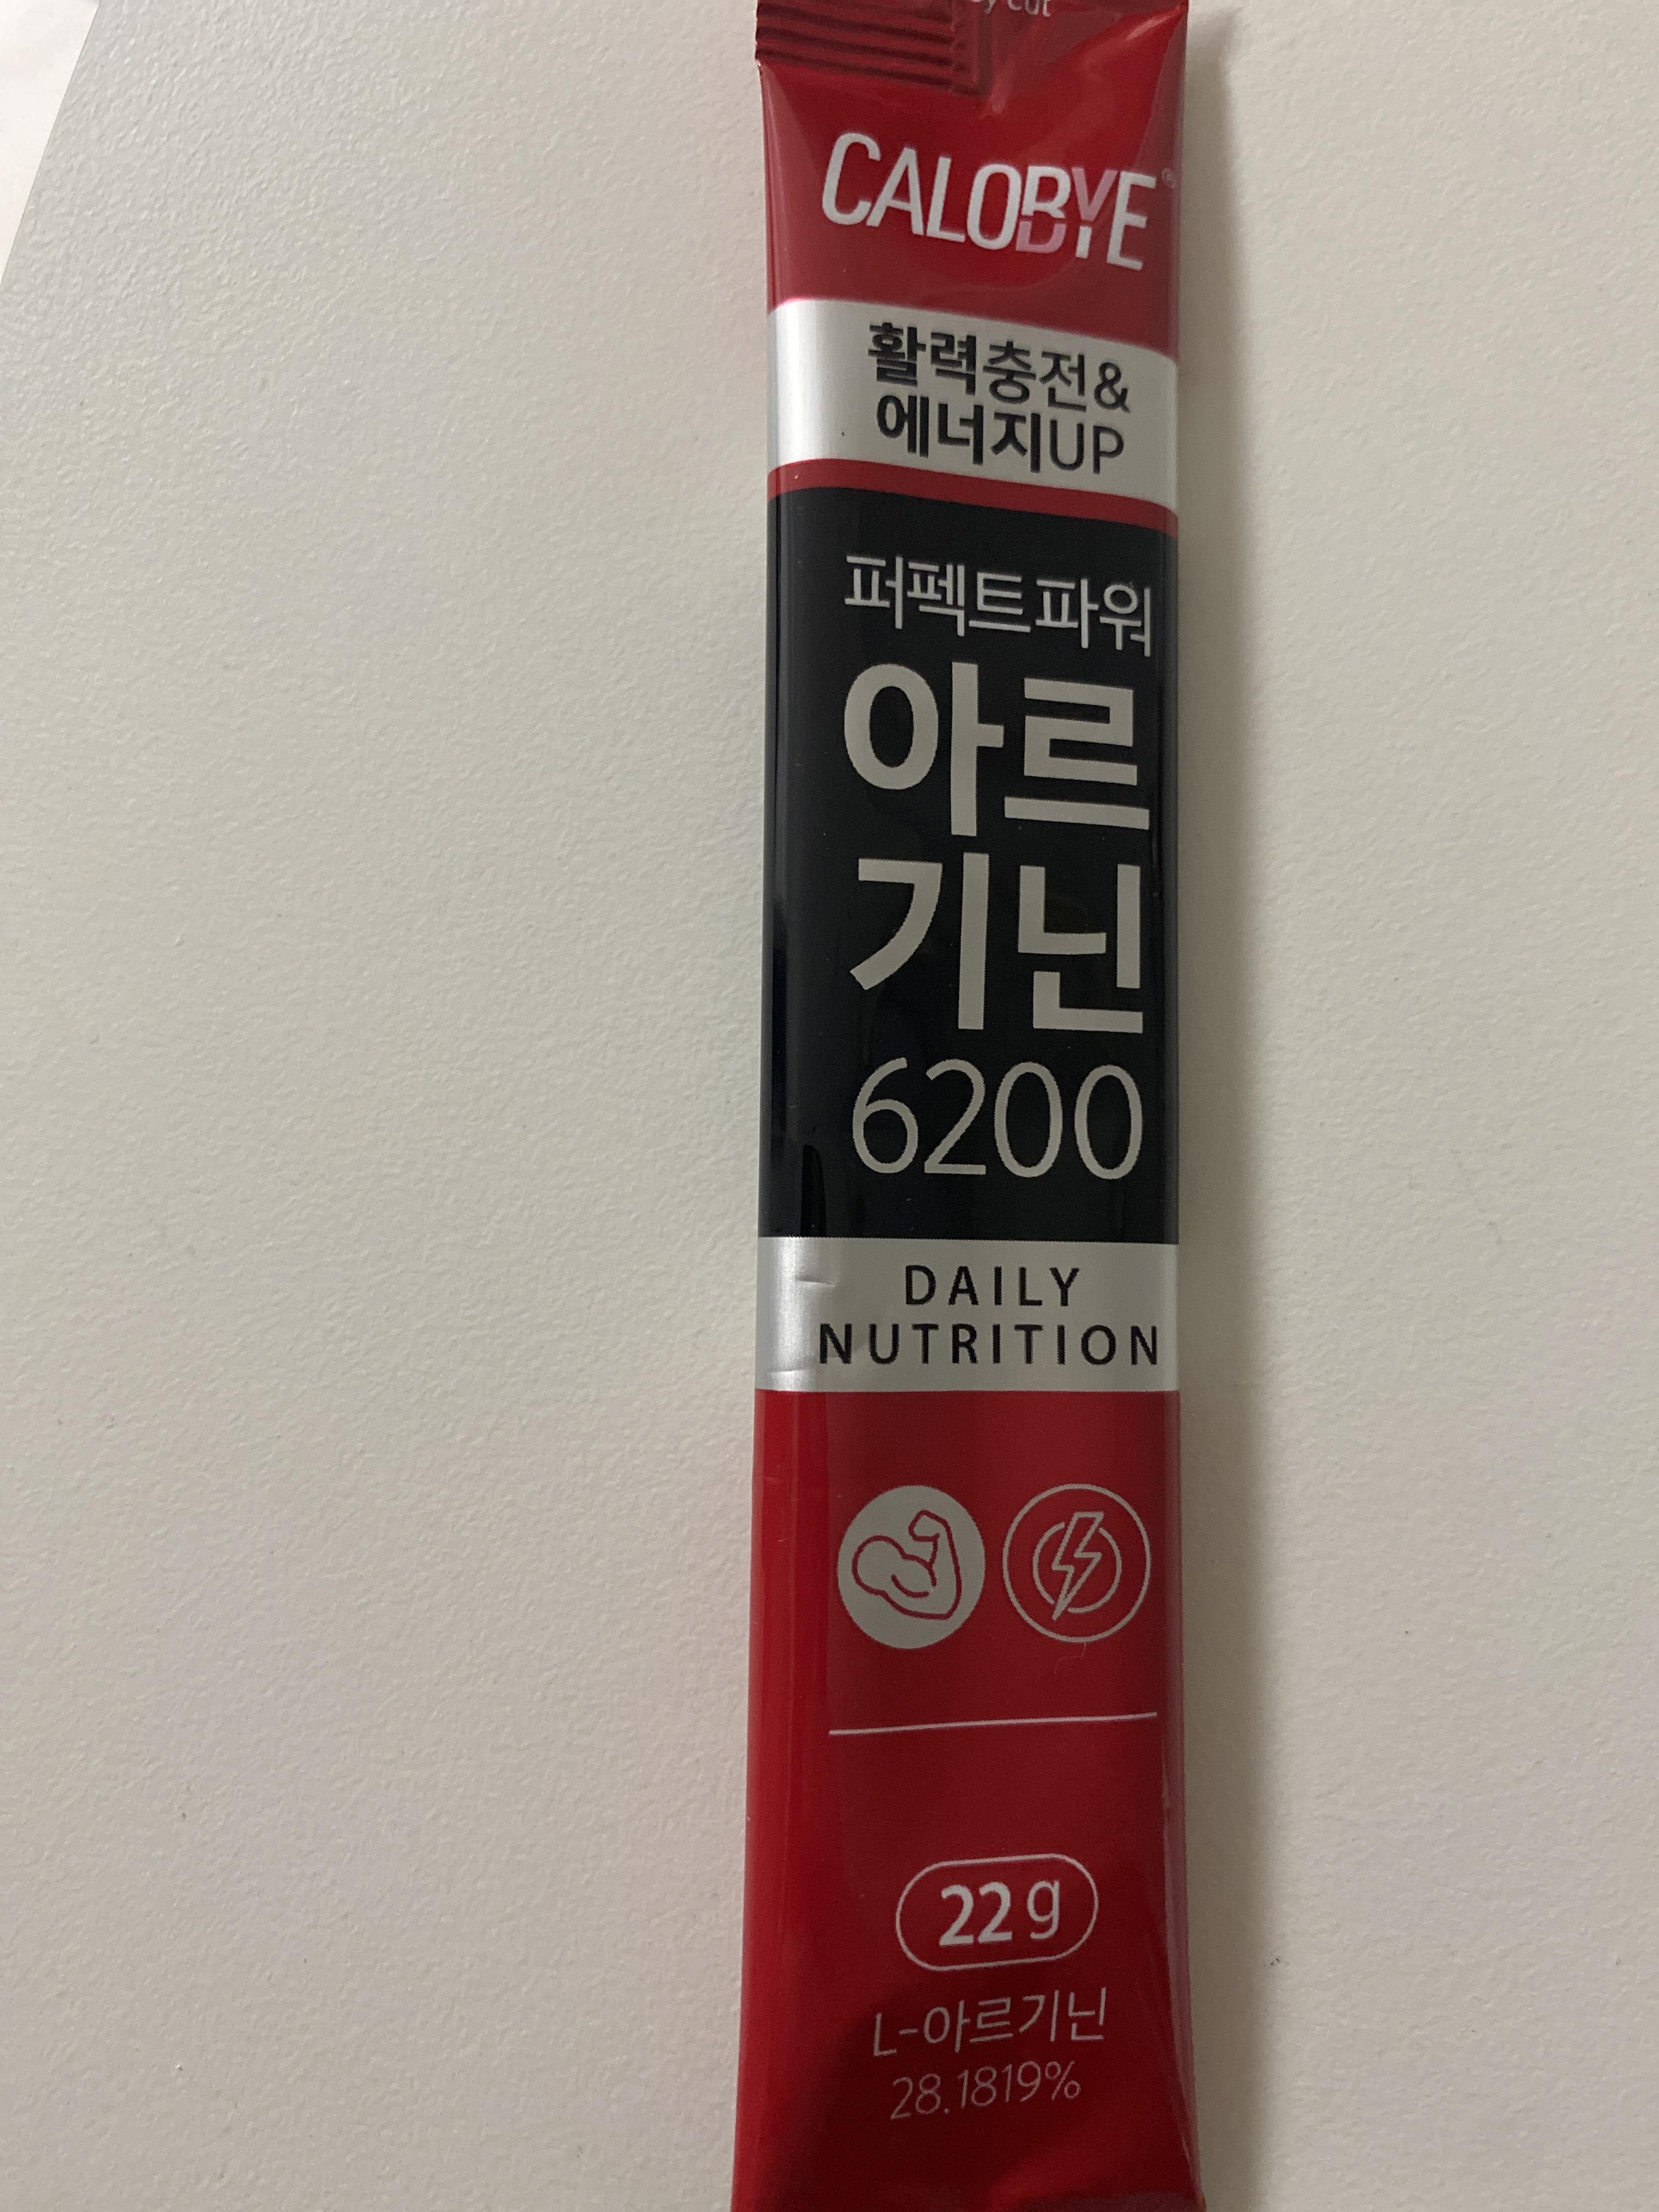 cut
CALOBYE®
활력충전&
에너지UP
퍼펙트파워
아르
기닌
6200
DAILY
NUTRITION
22g
L-아르기닌
28.1819%